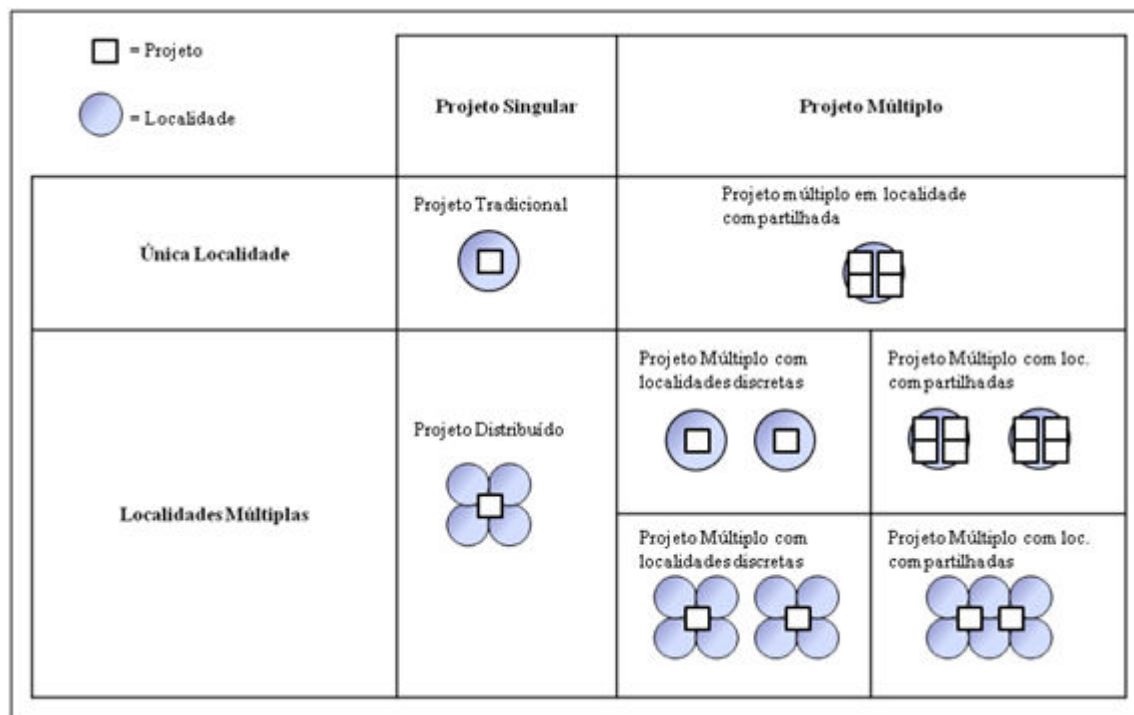 = Projeto
= Localidade
Projeto Singular
Projeto Múltiplo
Única Localidade
Projeto Tradicional
Projeto múltiplo em localidade
compartilhada
Localidades Múltiplas
Projeto Distribuído
Projeto Múltiplo com
localidades discretas
Projeto Múltiplo com loc.
compartilhadas
Projeto Múltiplo com
localidades discretas
Projeto Múltiplo com loc.
compartilhadas